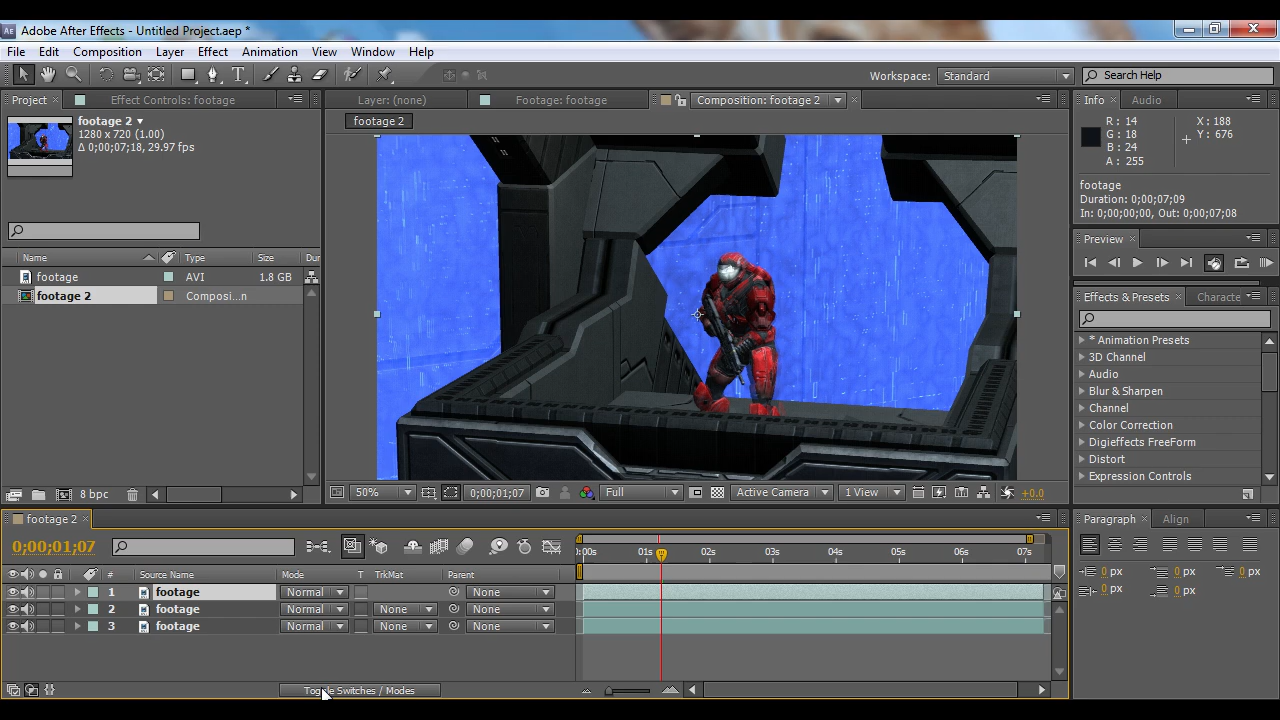 Ae Adobe After Effects - Untitled Project.aep *
File Edit Composition Layer Effect Animation View Window Help
T Workspace: Standard Search Help
Project Effect Controls: footage Layer: (none) Footage: footage Composition: footage 2 Info Audio
footage 2
1280 x 720 (1.00)
Δ 0;00;07;18, 29.97 fps
footage 2
R : 14
G : 18
B : 24
A : 255
X : 188
Y : 676
footage
Duration: 0;00;07;09
In: 0;00;00;00, Out: 0;00;07;08
Preview
Name Type Size Dur
footage AVI 1.8 GB
footage 2 Composi...n
Effects & Presets Characte
* Animation Presets
3D Channel
Audio
Blur & Sharpen
Channel
Color Correction
Digieffects FreeForm
Distort
Expression Controls
8 bpc
50% 0;00;01;07 Full Active Camera 1 View +0.0
footage 2
0;00;01;07
0:00s 01s 02s 03s 04s 05s 06s 07s
# Source Name Mode T TrkMat Parent
1 footage Normal None
2 footage Normal None None
3 footage Normal None None
Toggle Switches / Modes
Paragraph Align
0 px 0 px 0 px
0 px 0 px